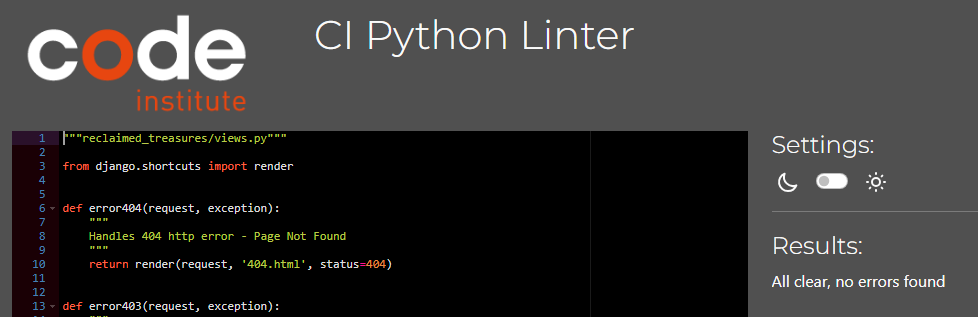 code
institute
CI Python Linter
1 """reclaimed_treasures/views.py"""
2
3 from django.shortcuts import render
4
5
6 def error404(request, exception):
7     """
8     Handles 404 http error - Page Not Found
9     """
10     return render(request, '404.html', status=404)
11
12
13 def error403(request, exception):
14     """
Settings:
Results:
All clear, no errors found